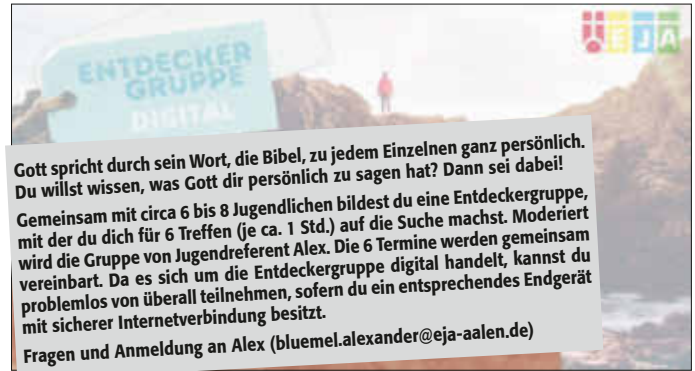 ENTDECKER
GRUPPE
DIGITAL
EJA
Gott spricht durch sein Wort, die Bibel, zu jedem Einzelnen ganz persönlich.
Du willst wissen, was Gott dir persönlich zu sagen hat? Dann sei dabei!
Gemeinsam mit circa 6 bis 8 Jugendlichen bildest du eine Entdeckergruppe,
mit der du dich für 6 Treffen (je ca. 1 Std.) auf die Suche machst. Moderiert
wird die Gruppe von Jugendreferent Alex. Die 6 Termine werden gemeinsam
vereinbart. Da es sich um die Entdeckergruppe digital handelt, kannst du
problemlos von überall teilnehmen, sofern du ein entsprechendes Endgerät
mit sicherer Internetverbindung besitzt.
Fragen und Anmeldung an Alex (bluemel.alexander@eja-aalen.de)